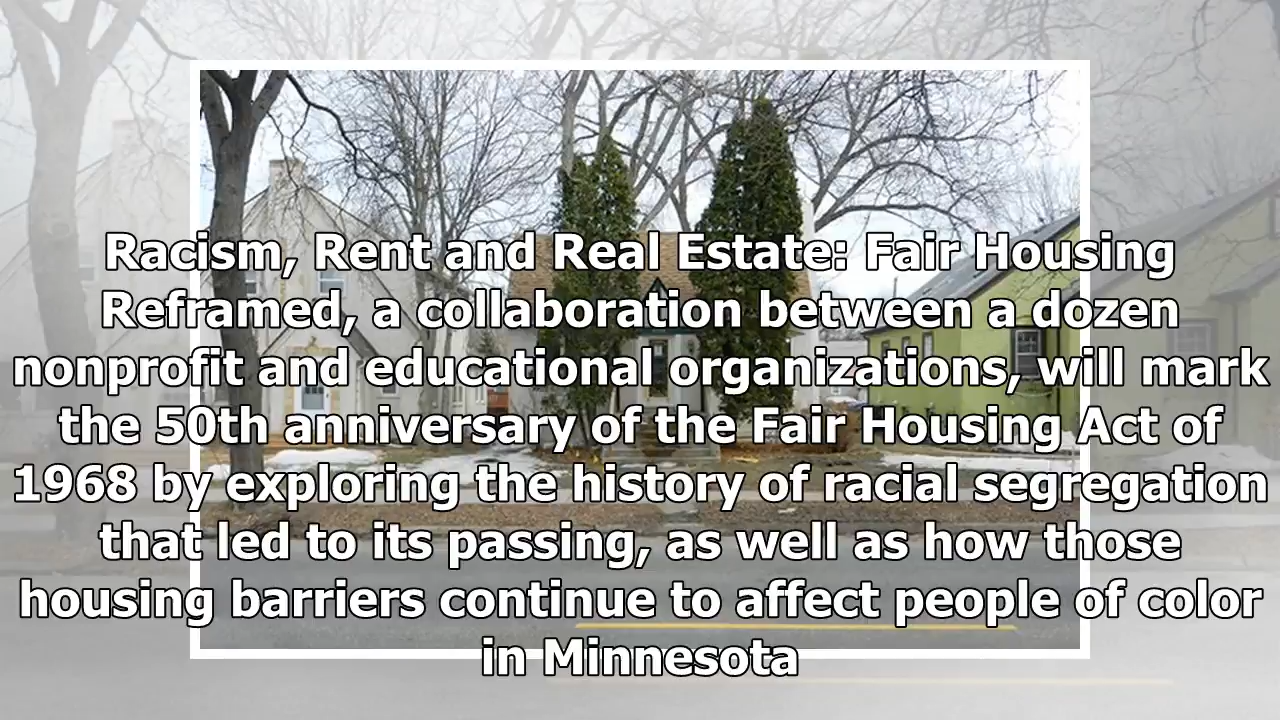 Racism, Rent and Real Estate: Fair Housing
Reframed, a collaboration between a dozen
nonprofit and educational organizations, will mark
the 50th anniversary of the Fair Housing Act of
1968 by exploring the history of racial segregation
that led to its passing, as well as how those
housing barriers continue to affect people of color
in Minnesota